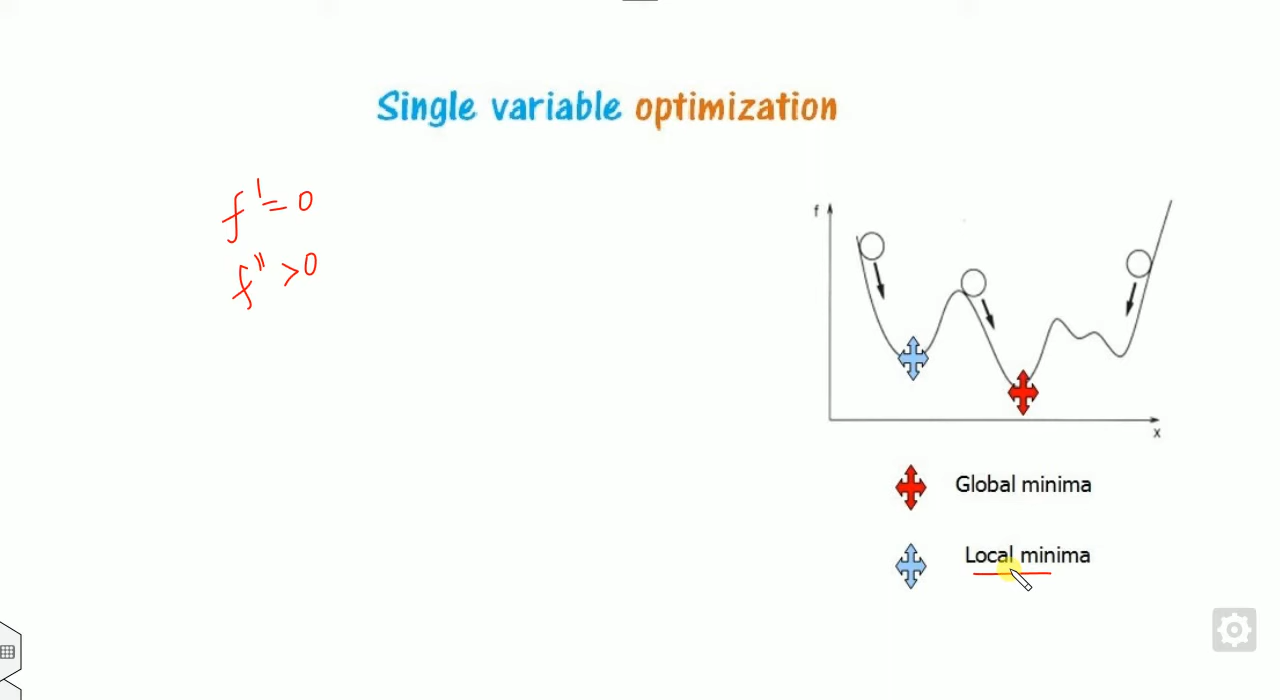 Single variable optimization
f' = 0
f'' > 0
f
x
Global minima
Local minima